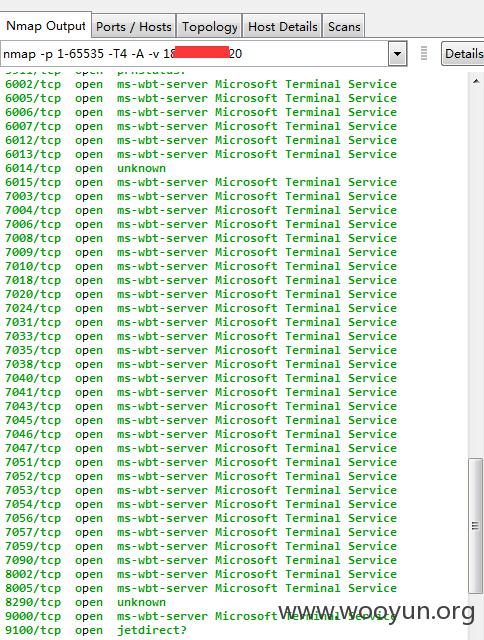 Nmap Output Ports / Hosts Topology Host Details Scans
nmap -p 1-65535 -T4 -A -v 18 20 Details
6002/tcp open ms-wbt-server Microsoft Terminal Service
6005/tcp open ms-wbt-server Microsoft Terminal Service
6006/tcp open ms-wbt-server Microsoft Terminal Service
6007/tcp open ms-wbt-server Microsoft Terminal Service
6012/tcp open ms-wbt-server Microsoft Terminal Service
6013/tcp open ms-wbt-server Microsoft Terminal Service
6014/tcp open unknown
6015/tcp open ms-wbt-server Microsoft Terminal Service
7003/tcp open ms-wbt-server Microsoft Terminal Service
7004/tcp open ms-wbt-server Microsoft Terminal Service
7006/tcp open ms-wbt-server Microsoft Terminal Service
7008/tcp open ms-wbt-server Microsoft Terminal Service
7009/tcp open ms-wbt-server Microsoft Terminal Service
7010/tcp open ms-wbt-server Microsoft Terminal Service
7018/tcp open ms-wbt-server Microsoft Terminal Service
7020/tcp open ms-wbt-server Microsoft Terminal Service
7024/tcp open ms-wbt-server Microsoft Terminal Service
7031/tcp open ms-wbt-server Microsoft Terminal Service
7033/tcp open ms-wbt-server Microsoft Terminal Service
7035/tcp open ms-wbt-server Microsoft Terminal Service
7038/tcp open ms-wbt-server Microsoft Terminal Service
7040/tcp open ms-wbt-server Microsoft Terminal Service
7041/tcp open ms-wbt-server Microsoft Terminal Service
7043/tcp open ms-wbt-server Microsoft Terminal Service
7045/tcp open ms-wbt-server Microsoft Terminal Service
7046/tcp open ms-wbt-server Microsoft Terminal Service
7047/tcp open ms-wbt-server Microsoft Terminal Service
7051/tcp open ms-wbt-server Microsoft Terminal Service
7052/tcp open ms-wbt-server Microsoft Terminal Service
7053/tcp open ms-wbt-server Microsoft Terminal Service
7054/tcp open ms-wbt-server Microsoft Terminal Service
7056/tcp open ms-wbt-server Microsoft Terminal Service
7057/tcp open ms-wbt-server Microsoft Terminal Service
7059/tcp open ms-wbt-server Microsoft Terminal Service
7090/tcp open ms-wbt-server Microsoft Terminal Service
8002/tcp open ms-wbt-server Microsoft Terminal Service
8005/tcp open ms-wbt-server Microsoft Terminal Service
8290/tcp open unknown
9000/tcp open ms-wbt-server Microsoft Terminal Service
9100/tcp open jetdirect?
www.wooyun.org